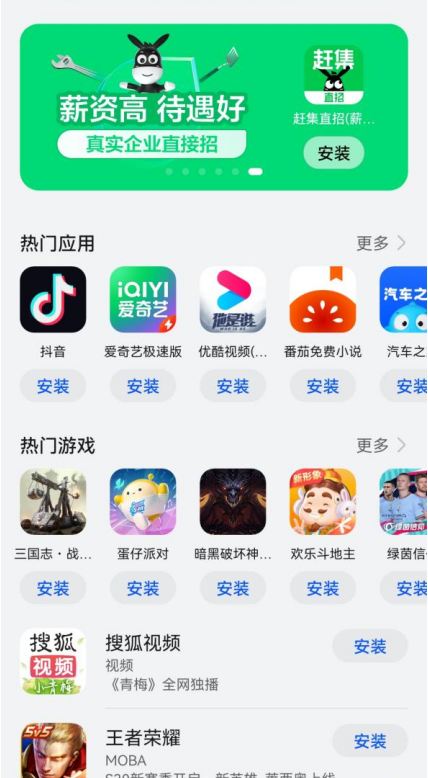 薪资高 待遇好
真实企业直接招
赶集
直招
赶集直招(薪...
安装
热门应用
更多
iQIYI
爱奇艺
他是谁
汽车之
抖音
爱奇艺极速版
优酷视频(...
番茄免费小说
汽车之
安装
安装
安装
安装
安装
热门游戏
更多
新形象
三国志·战...
蛋仔派对
暗黑破坏神...
欢乐斗地主
绿茵信
安装
安装
安装
安装
安装
搜狐
视频
小青梅
搜狐视频
视频
《青梅》全网独播
安装
5v5
王者荣耀
MOBA
安装